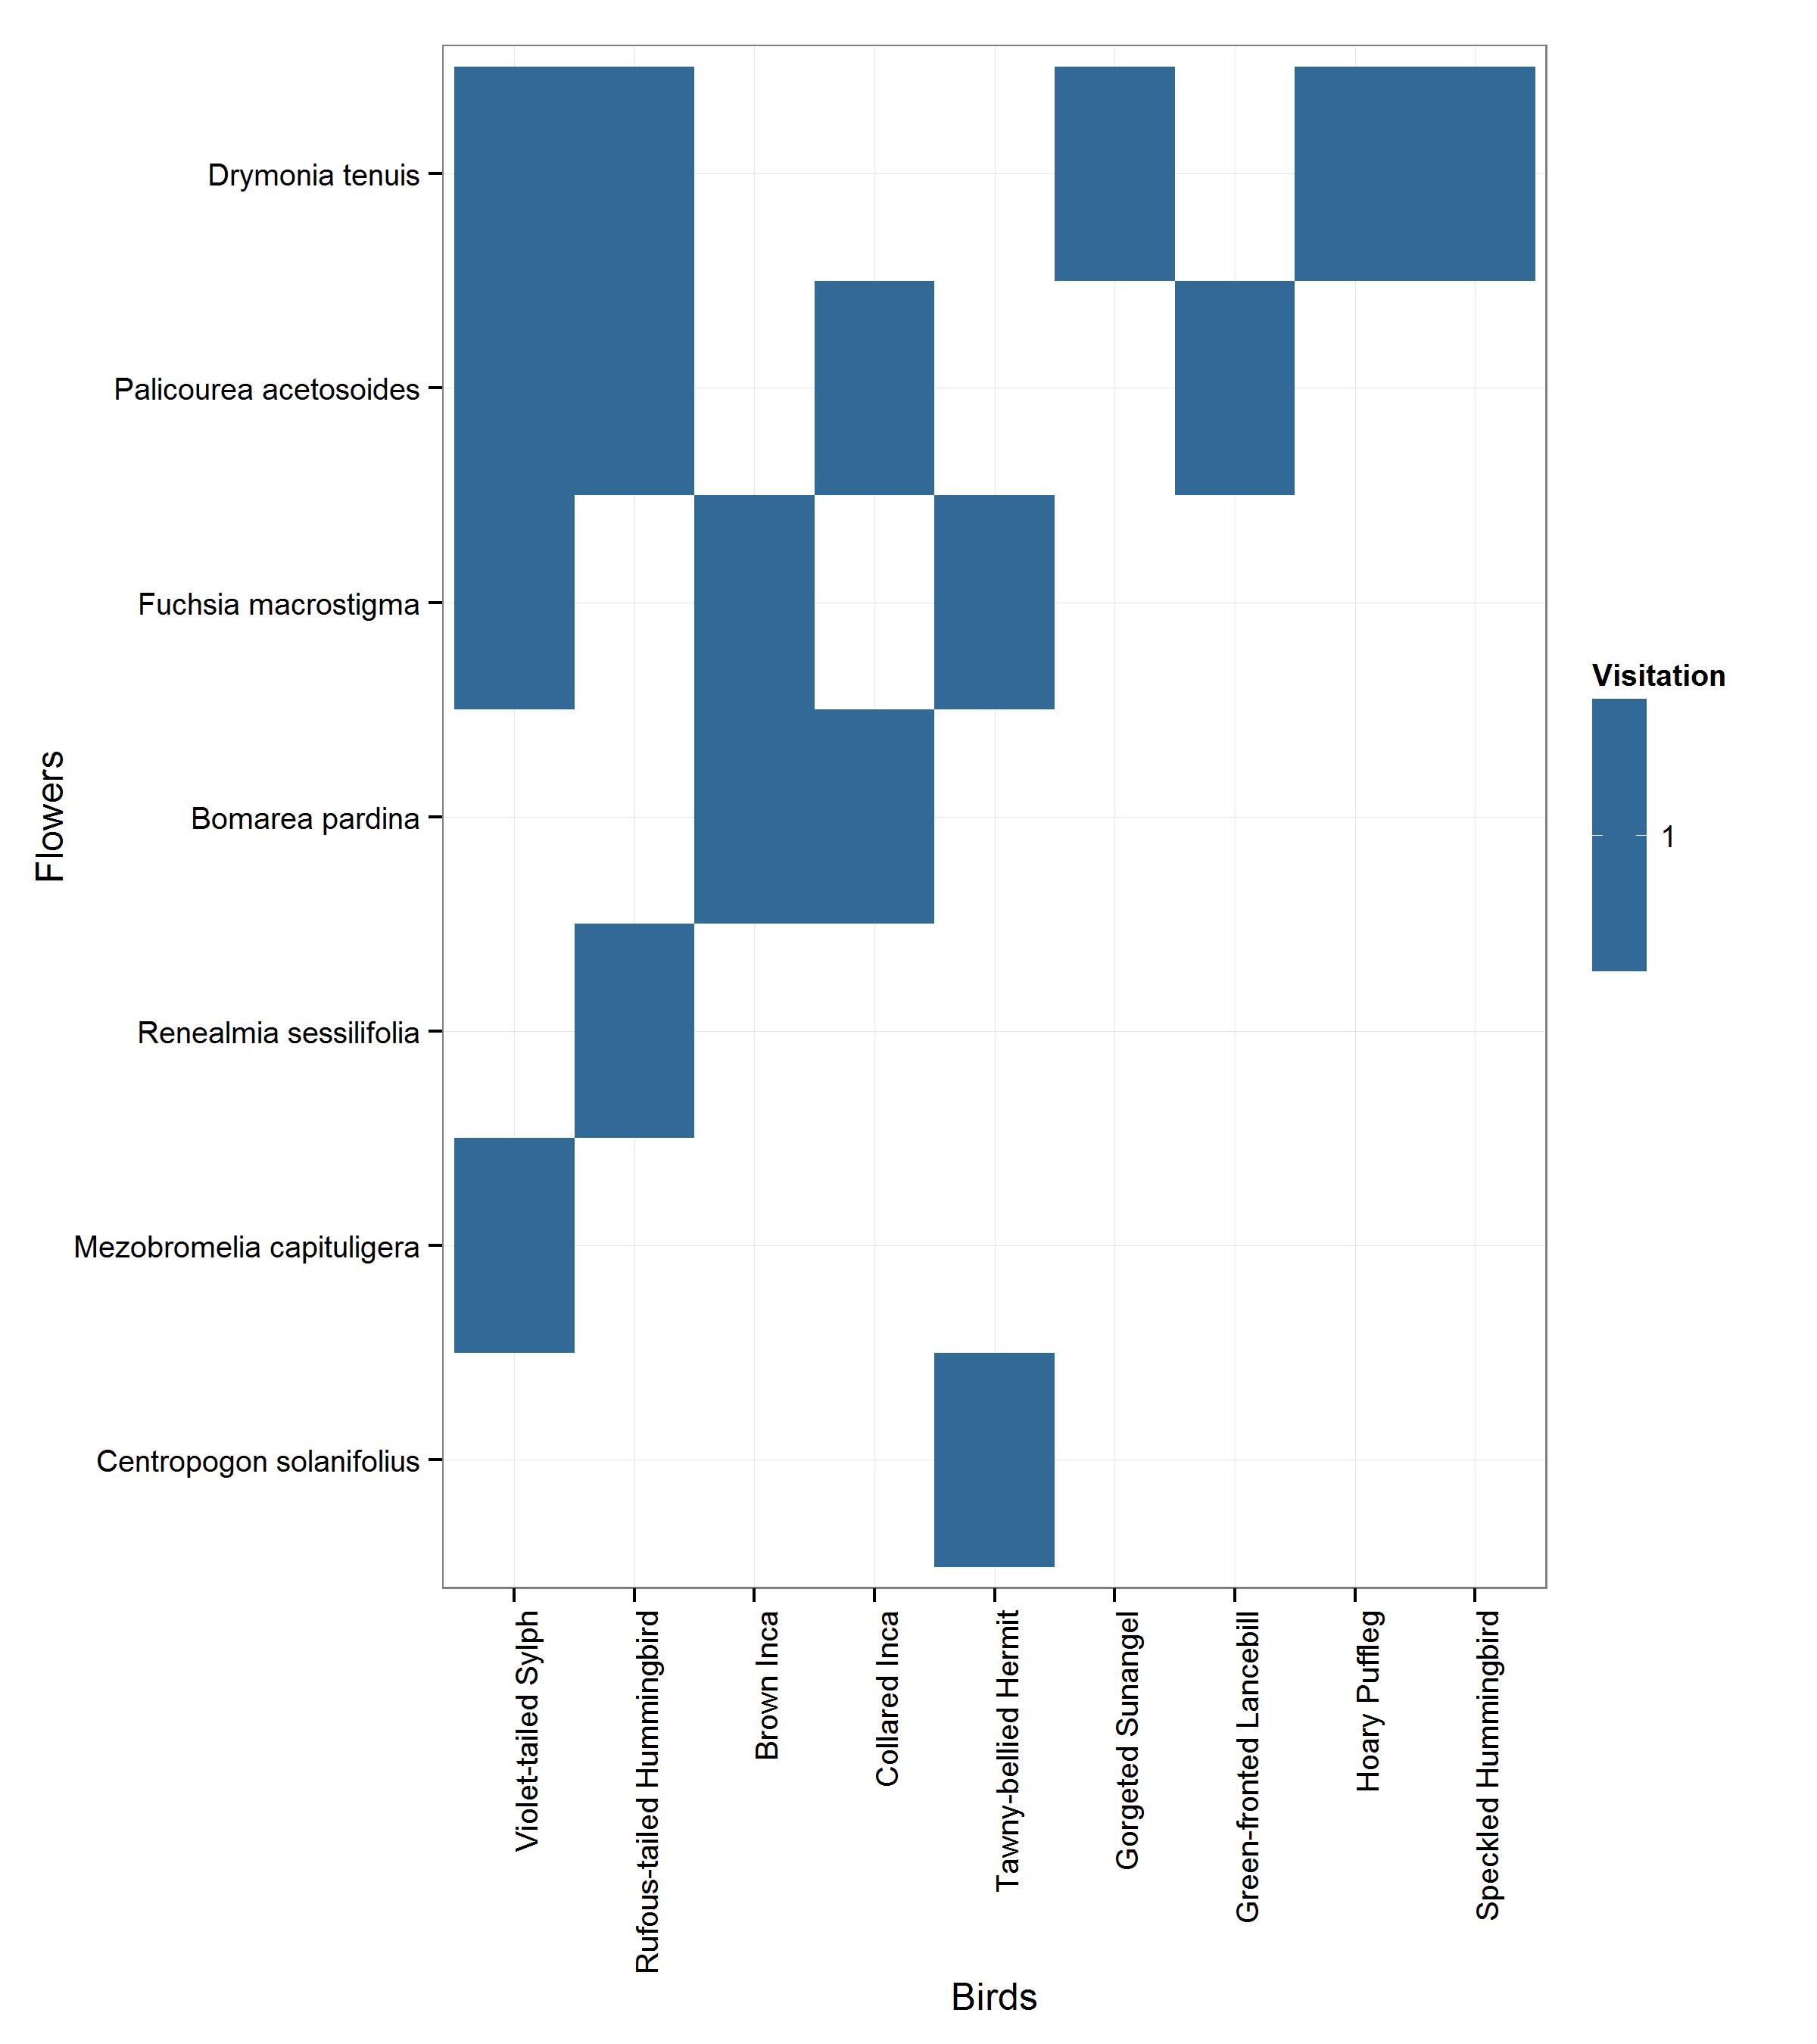 Drymonia tenuis
Palicourea acetosoides
Fuchsia macrostigma
Bomarea pardina
Renealmia sessilifolia
Mezobromelia capituligera
Centropogon solanifolius
Flowers
Visitation
1
Violet-tailed Sylph
Rufous-tailed Hummingbird
Brown Inca
Collared Inca
Tawny-bellied Hermit
Gorgeted Sunangel
Green-fronted Lancebill
Hoary Puffleg
Speckled Hummingbird
Birds